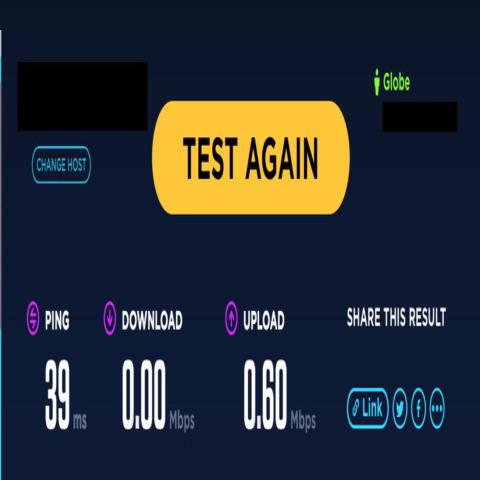 Globe
TEST AGAIN
CHANGE HOST
PING
DOWNLOAD
UPLOAD
SHARE THIS RESULT
39 ms
0.00 Mbps
0.60 Mbps
Link